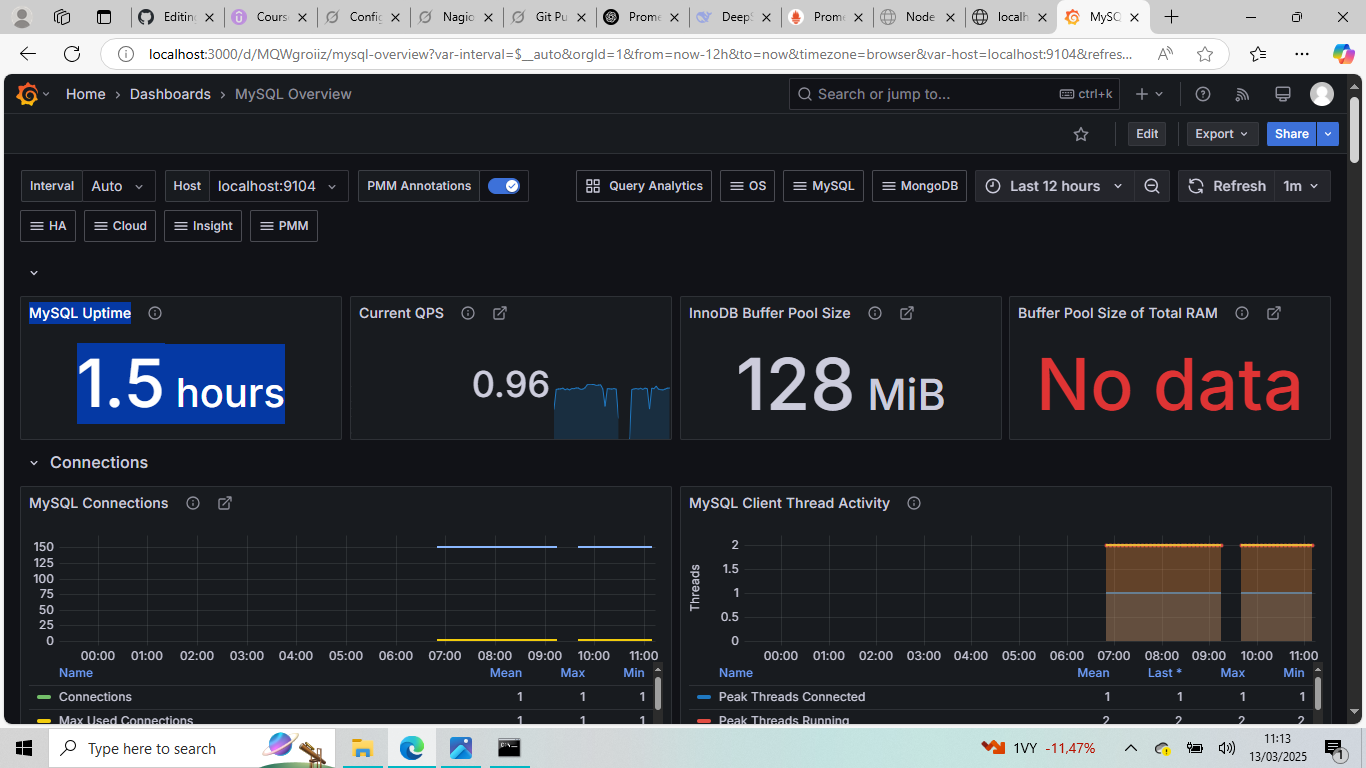 Editin
Course
Config
Nagio
Git Pu
Prome
DeepS
Prome
Node
localh
MySQ
localhost:3000/d/MQWgroiiz/mysql-overview?var-interval=$__auto&orgId=1&from=now-12h&to=now&timezone=browser&var-host=localhost:9104&refres...
Home › Dashboards › MySQL Overview
Search or jump to... ctrl+k
Edit Export Share
Interval Auto Host localhost:9104 PMM Annotations Query Analytics OS MySQL MongoDB Last 12 hours Refresh 1m
HA Cloud Insight PMM
MySQL Uptime
1.5 hours
Current QPS
0.96
InnoDB Buffer Pool Size
128 MiB
Buffer Pool Size of Total RAM
No data
Connections
MySQL Connections
150
125
100
75
50
25
0
00:00 01:00 02:00 03:00 04:00 05:00 06:00 07:00 08:00 09:00 10:00 11:00
Name Mean Max Min
Connections 1 1 1
Max Used Connections 1 1 1
MySQL Client Thread Activity
Threads
2
1.5
1
0.5
0
00:00 01:00 02:00 03:00 04:00 05:00 06:00 07:00 08:00 09:00 10:00 11:00
Name Mean Last * Max Min
Peak Threads Connected 1 1 1 1
Peak Threads Running 2 2 2 2
Type here to search
1VY -11,47%
11:13
13/03/2025
1